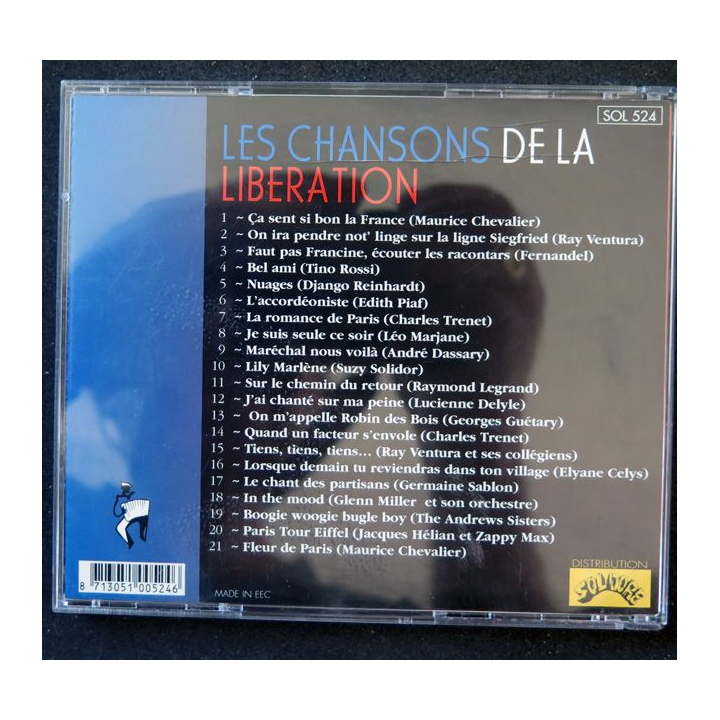 SOL 524
LES CHANSONS DE LA
LIBERATION
1 ~ Ça sent si bon la France (Maurice Chevalier)
2 ~ On ira pendre not' linge sur la ligne Siegfried (Ray Ventura)
3 ~ Faut pas Francine, écouter les racontars (Fernandel)
4 ~ Bel ami (Tino Rossi)
5 ~ Nuages (Django Reinhardt)
6 ~ L'accordéoniste (Edith Piaf)
7 ~ La romance de Paris (Charles Trenet)
8 ~ Je suis seule ce soir (Léo Marjane)
9 ~ Maréchal nous voilà (André Dassary)
10 ~ Lily Marlène (Suzy Solidor)
11 ~ Sur le chemin du retour (Raymond Legrand)
12 ~ J'ai chanté sur ma peine (Lucienne Delyle)
13 ~ On m'appelle Robin des Bois (Georges Guétary)
14 ~ Quand un facteur s'envole (Charles Trenet)
15 ~ Tiens, tiens, tiens... (Ray Ventura et ses collégiens)
16 ~ Lorsque demain tu reviendras dans ton village (Elyane Celys)
17 ~ Le chant des partisans (Germaine Sablon)
18 ~ In the mood (Glenn Miller et son orchestre)
19 ~ Boogie woogie bugle boy (The Andrews Sisters)
20 ~ Paris Tour Eiffel (Jacques Hélian et Zappy Max)
21 ~ Fleur de Paris (Maurice Chevalier)
DISTRIBUTION
8 713051 005246
MADE IN EEC